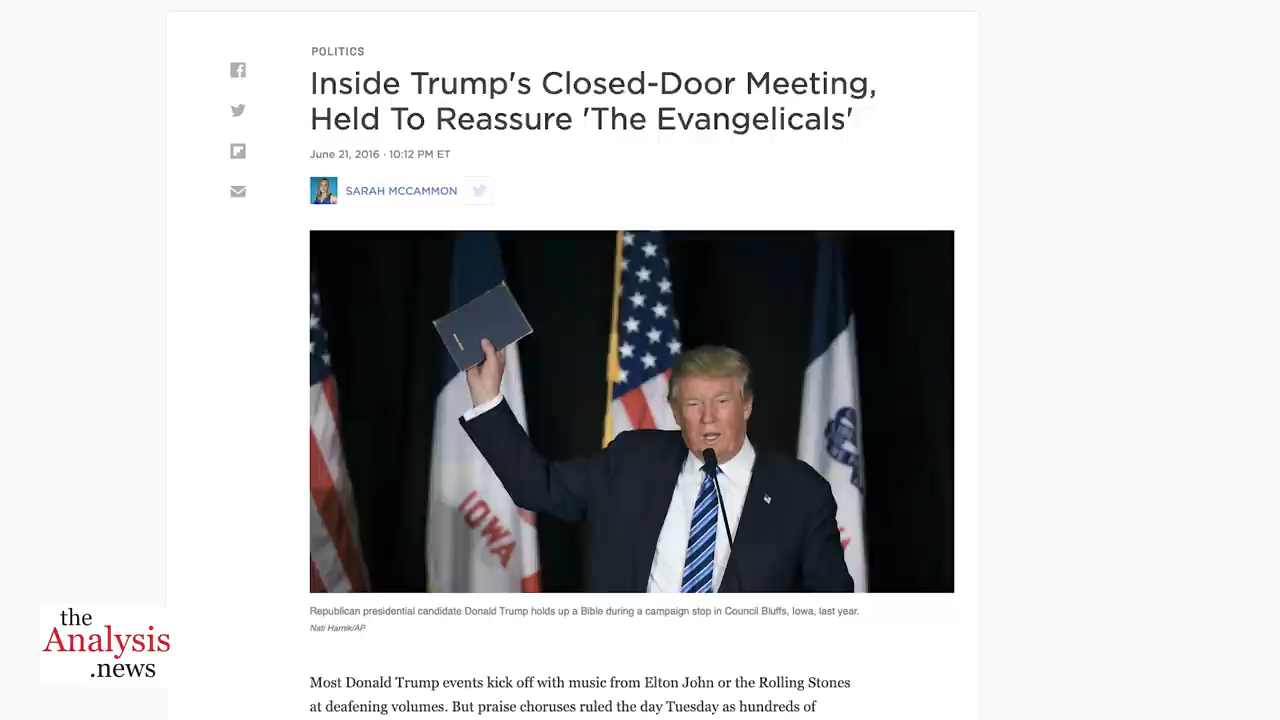 POLITICS
Inside Trump's Closed-Door Meeting,
Held To Reassure 'The Evangelicals'
June 21, 2016 · 10:12 PM ET
SARAH MCCAMMON
IOWA
Republican presidential candidate Donald Trump holds up a Bible during a campaign stop in Council Bluffs, Iowa, last year.
Nati Harnik/AP
the
Analysis
.news
Most Donald Trump events kick off with music from Elton John or the Rolling Stones
at deafening volumes. But praise choruses ruled the day Tuesday as hundreds of